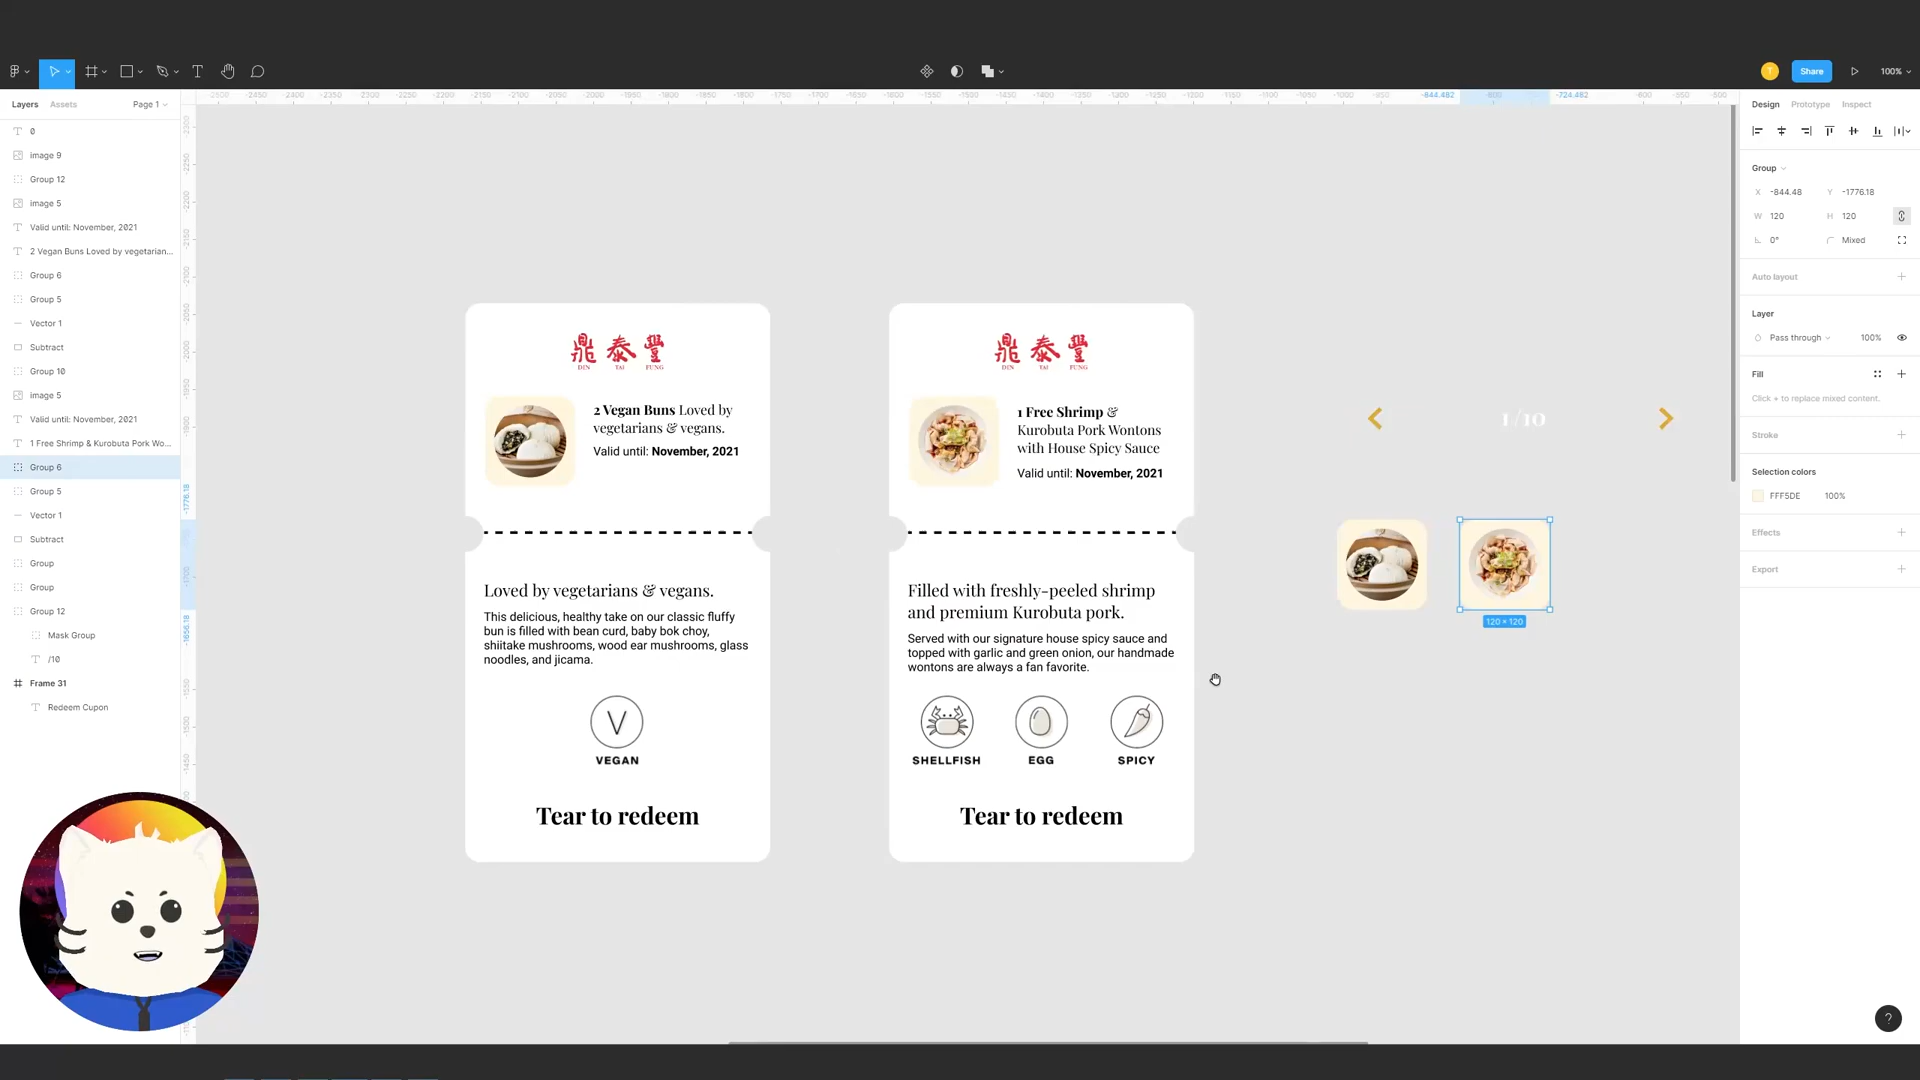 Share
100%
Layers
Assets
Page 1
0
image 9
Group 12
image 5
Valid until: November, 2021
2 Vegan Buns Loved by vegetarian...
Group 6
Group 5
Vector 1
Subtract
Group 10
image 5
Valid until: November, 2021
1 Free Shrimp & Kurobuta Pork Wo...
Group 6
Group 5
Vector 1
Subtract
Group
Group
Group 12
Mask Group
/10
Frame 31
Redeem Cupon
-844.482
-724.482
-1776.18
-1656.18
鼎泰豐
DIN TAI FUNG
2 Vegan Buns Loved by
vegetarians & vegans.
Valid until: November, 2021
Loved by vegetarians & vegans.
This delicious, healthy take on our classic fluffy
bun is filled with bean curd, baby bok choy,
shiitake mushrooms, wood ear mushrooms, glass
noodles, and jicama.
V
VEGAN
Tear to redeem
鼎泰豐
DIN TAI FUNG
1 Free Shrimp &
Kurobuta Pork Wontons
with House Spicy Sauce
Valid until: November, 2021
Filled with freshly-peeled shrimp
and premium Kurobuta pork.
Served with our signature house spicy sauce and
topped with garlic and green onion, our handmade
wontons are always a fan favorite.
SHELLFISH
EGG
SPICY
Tear to redeem
1/10
120 × 120
Design
Prototype
Inspect
Group
X -844.48
Y -1776.18
W 120
H 120
0°
Mixed
Auto layout
Layer
Pass through
100%
Fill
Click + to replace mixed content.
Stroke
Selection colors
FFF5DE
100%
Effects
Export
?